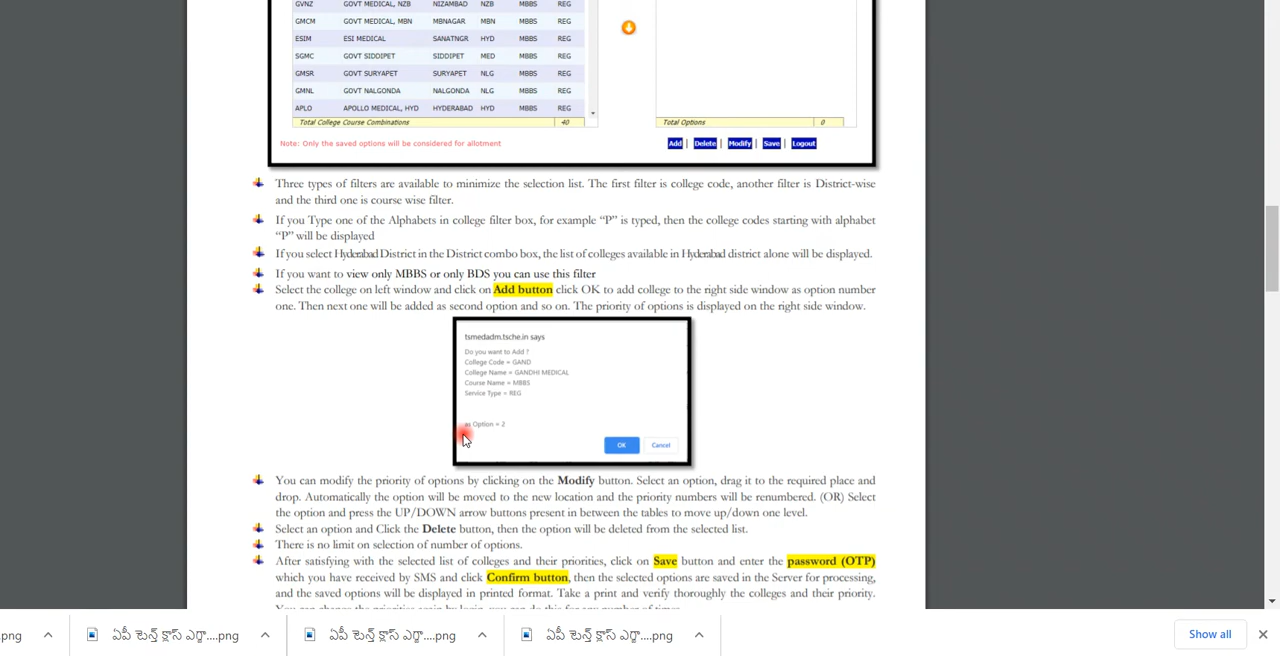 GVNZ GOVT MEDICAL, NZB NIZAMBAD NZB MBBS REG
GMCM GOVT MEDICAL, MBN MBNAGAR MBN MBBS REG
ESIM ESI MEDICAL SANATNGR HYD MBBS REG
SGMC GOVT SIDDIPET SIDDIPET MED MBBS REG
GMSR GOVT SURYAPET SURYAPET NLG MBBS REG
GMNL GOVT NALGONDA NALGONDA NLG MBBS REG
APLO APOLLO MEDICAL, HYD HYDERABAD HYD MBBS REG
Total College Course Combinations 40 Total Options 0
Note: Only the saved options will be considered for allotment Add | Delete | Modify | Save | Logout
Three types of filters are available to minimize the selection list. The first filter is college code, another filter is District-wise
and the third one is course wise filter.
If you Type one of the Alphabets in college filter box, for example “P” is typed, then the college codes starting with alphabet
“P” will be displayed
If you select Hyderabad District in the District combo box, the list of colleges available in Hyderabad district alone will be displayed.
If you want to view only MBBS or only BDS you can use this filter
Select the college on left window and click on Add button click OK to add college to the right side window as option number
one. Then next one will be added as second option and so on. The priority of options is displayed on the right side window.
tsmedadm.tsche.in says
Do you want to Add ?
College Code = GAND
College Name = GANDHI MEDICAL
Course Name = MBBS
Service Type = REG
as Option = 2
OK Cancel
You can modify the priority of options by clicking on the Modify button. Select an option, drag it to the required place and
drop. Automatically the option will be moved to the new location and the priority numbers will be renumbered. (OR) Select
the option and press the UP/DOWN arrow buttons present in between the tables to move up/down one level.
Select an option and Click the Delete button, then the option will be deleted from the selected list.
There is no limit on selection of number of options.
After satisfying with the selected list of colleges and their priorities, click on Save button and enter the password (OTP)
which you have received by SMS and click Confirm button, then the selected options are saved in the Server for processing,
and the saved options will be displayed in printed format. Take a print and verify thoroughly the colleges and their priority.
You can change the priorities again by login, you can do this for any number of times.
.png ఏపీ టెన్త్ క్లాస్ ఎగ్జా....png ఏపీ టెన్త్ క్లాస్ ఎగ్జా....png ఏపీ టెన్త్ క్లాస్ ఎగ్జా....png Show all